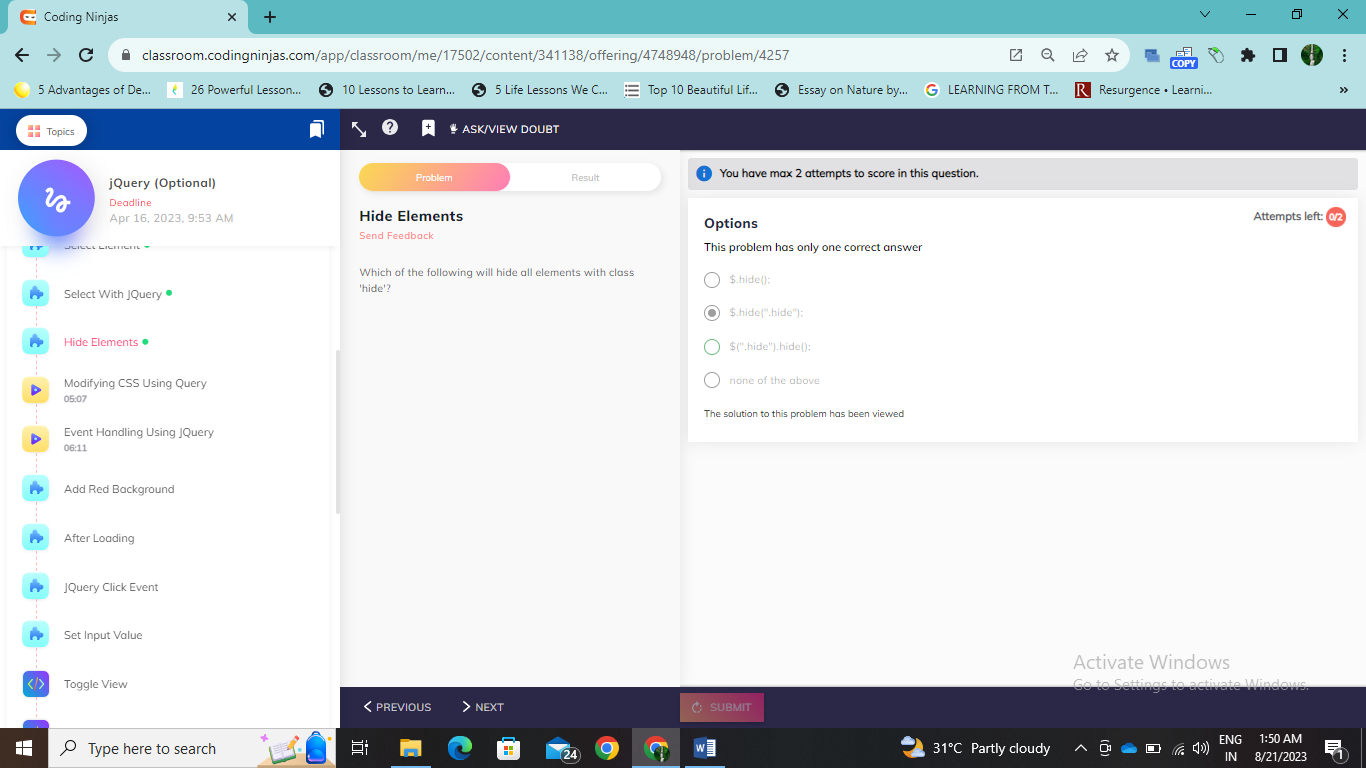 Coding Ninjas
classroom.codingninjas.com/app/classroom/me/17502/content/341138/offering/4748948/problem/4257
COPY
5 Advantages of De...
26 Powerful Lesson...
10 Lessons to Learn...
5 Life Lessons We C...
Top 10 Beautiful Lif...
Essay on Nature by...
LEARNING FROM T...
Resurgence • Learni...
Topics
ASK/VIEW DOUBT
jQuery (Optional)
Deadline
Apr 16, 2023, 9:53 AM
Select Element
Select With JQuery
Hide Elements
Modifying CSS Using Query
05:07
Event Handling Using JQuery
06:11
Add Red Background
After Loading
JQuery Click Event
Set Input Value
Toggle View
Problem
Result
Hide Elements
Send Feedback
Which of the following will hide all elements with class
'hide'?
You have max 2 attempts to score in this question.
Options
Attempts left: 0/2
This problem has only one correct answer
$.hide();
$.hide(".hide");
$(".hide").hide();
none of the above
The solution to this problem has been viewed
Activate Windows
Go to Settings to activate Windows.
PREVIOUS
NEXT
SUBMIT
Type here to search
24
31°C Partly cloudy
ENG
IN
1:50 AM
8/21/2023
1